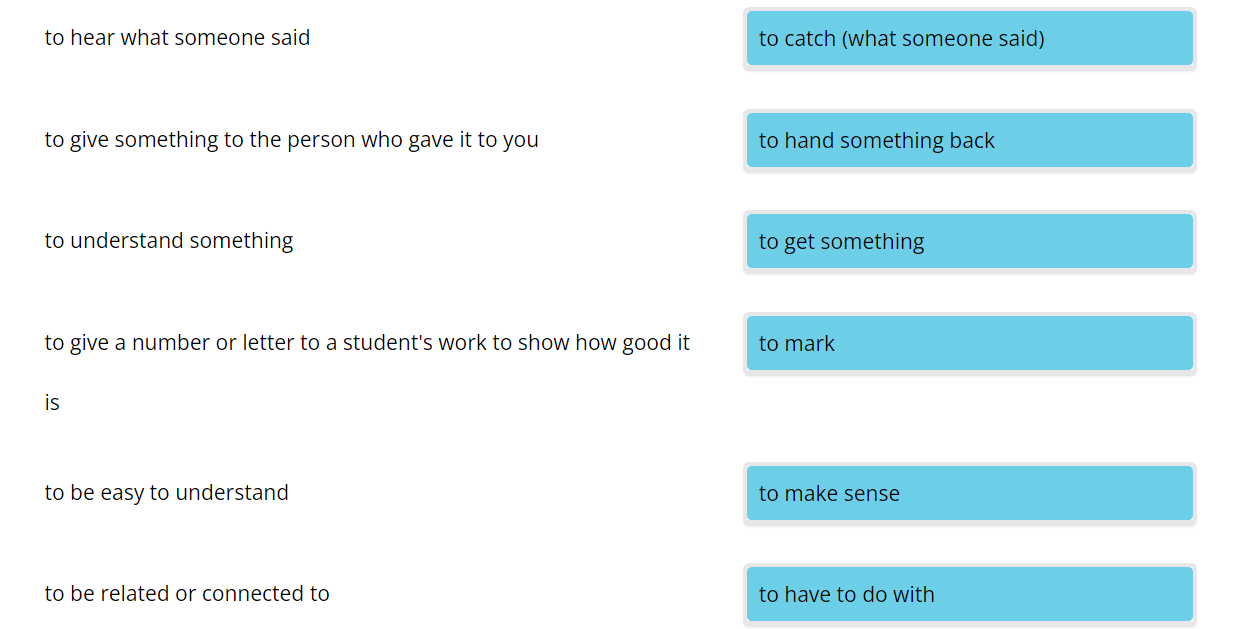 to hear what someone said
to catch (what someone said)
to give something to the person who gave it to you
to hand something back
to understand something
to get something
to give a number or letter to a student's work to show how good it
is
to mark
to be easy to understand
to make sense
to be related or connected to
to have to do with